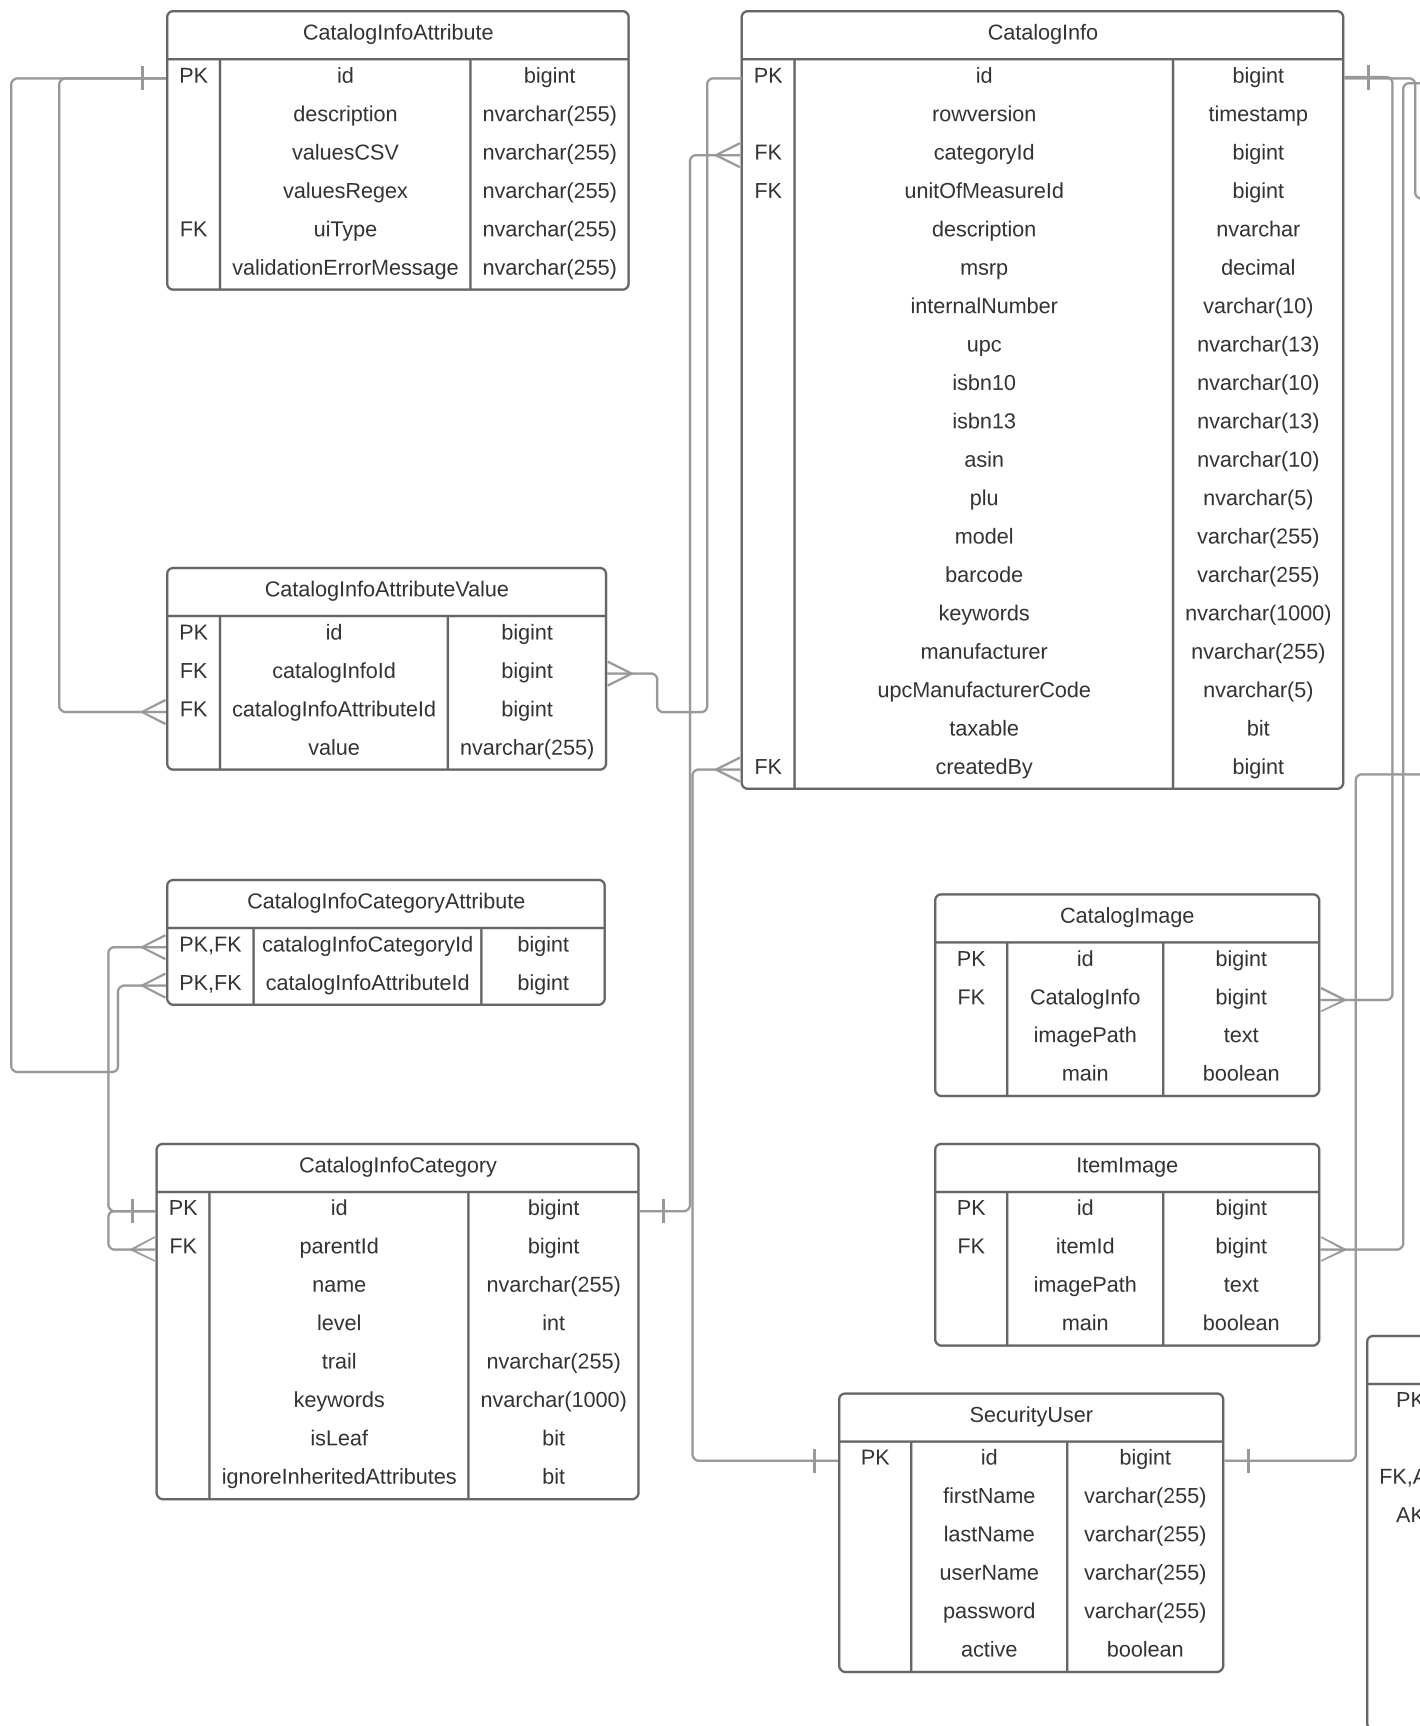 CatalogInfoAttribute
PK id bigint
description nvarchar(255)
valuesCSV nvarchar(255)
valuesRegex nvarchar(255)
FK uiType nvarchar(255)
validationErrorMessage nvarchar(255)
CatalogInfo
PK id bigint
rowversion timestamp
FK categoryId bigint
FK unitOfMeasureId bigint
description nvarchar
msrp decimal
internalNumber varchar(10)
upc nvarchar(13)
isbn10 nvarchar(10)
isbn13 nvarchar(13)
asin nvarchar(10)
plu nvarchar(5)
model varchar(255)
barcode varchar(255)
keywords nvarchar(1000)
manufacturer nvarchar(255)
upcManufacturerCode nvarchar(5)
taxable bit
FK createdBy bigint
CatalogInfoAttributeValue
PK id bigint
FK catalogInfoId bigint
FK catalogInfoAttributeId bigint
value nvarchar(255)
CatalogInfoCategoryAttribute
PK,FK catalogInfoCategoryId bigint
PK,FK catalogInfoAttributeId bigint
CatalogImage
PK id bigint
FK CatalogInfo bigint
imagePath text
main boolean
CatalogInfoCategory
PK id bigint
FK parentId bigint
name nvarchar(255)
level int
trail nvarchar(255)
keywords nvarchar(1000)
isLeaf bit
ignoreInheritedAttributes bit
ItemImage
PK id bigint
FK itemId bigint
imagePath text
main boolean
SecurityUser
PK id bigint
firstName varchar(255)
lastName varchar(255)
userName varchar(255)
password varchar(255)
active boolean
PK
FK,A
AK